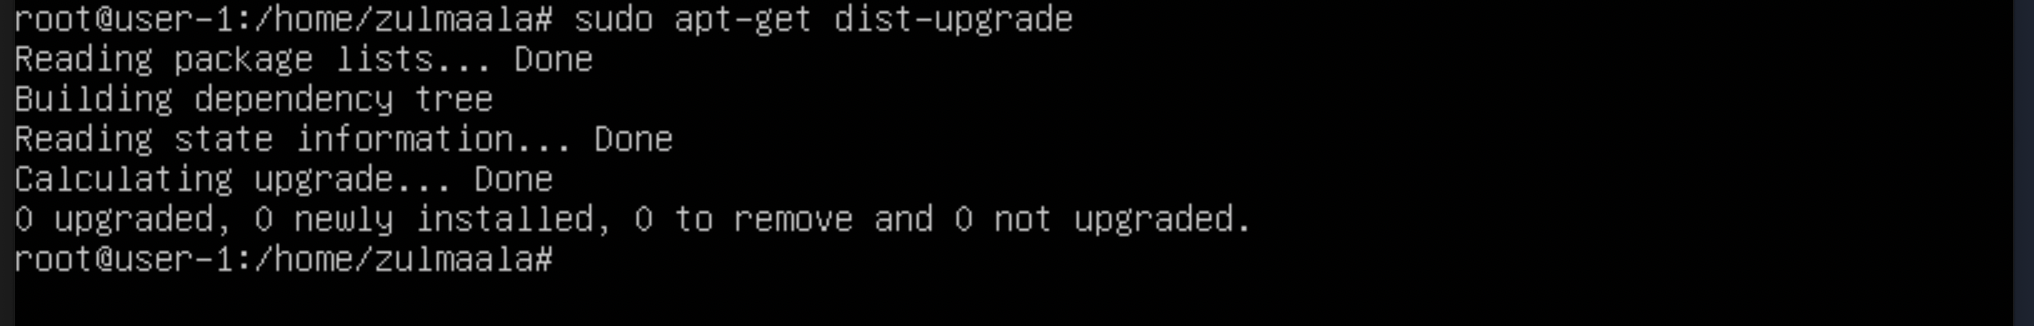 root@user-1:/home/zulmaala# sudo apt-get dist-upgrade
Reading package lists... Done
Building dependency tree
Reading state information... Done
Calculating upgrade... Done
0 upgraded, 0 newly installed, 0 to remove and 0 not upgraded.
root@user-1:/home/zulmaala#